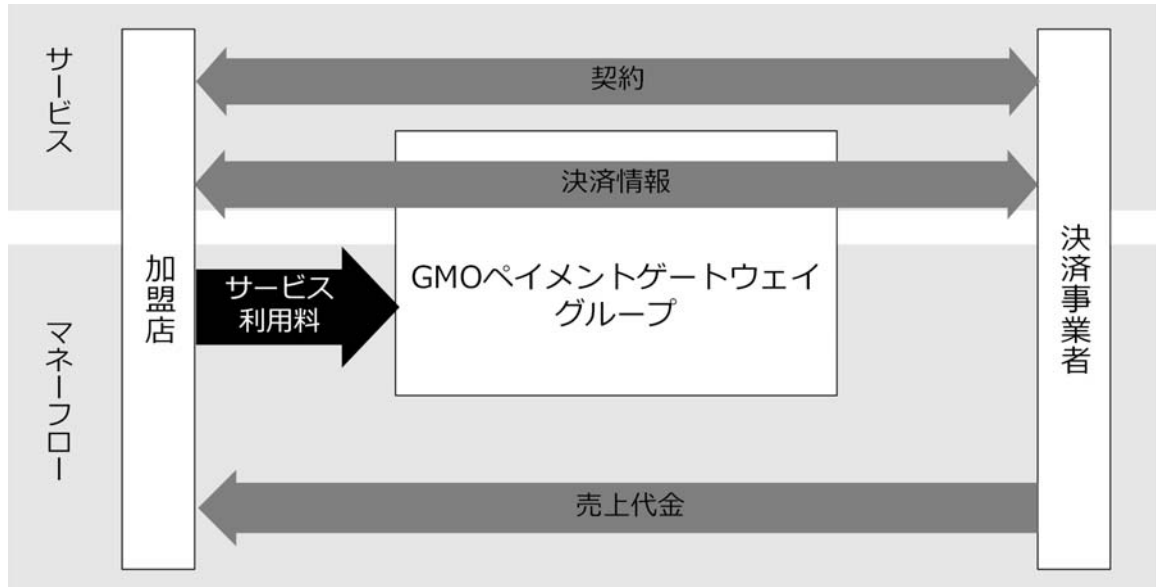 サービス
契約
決済情報
加盟店
サービス
利用料
GMOペイメントゲートウェイ
グループ
決済事業者
マネーフロー
売上代金